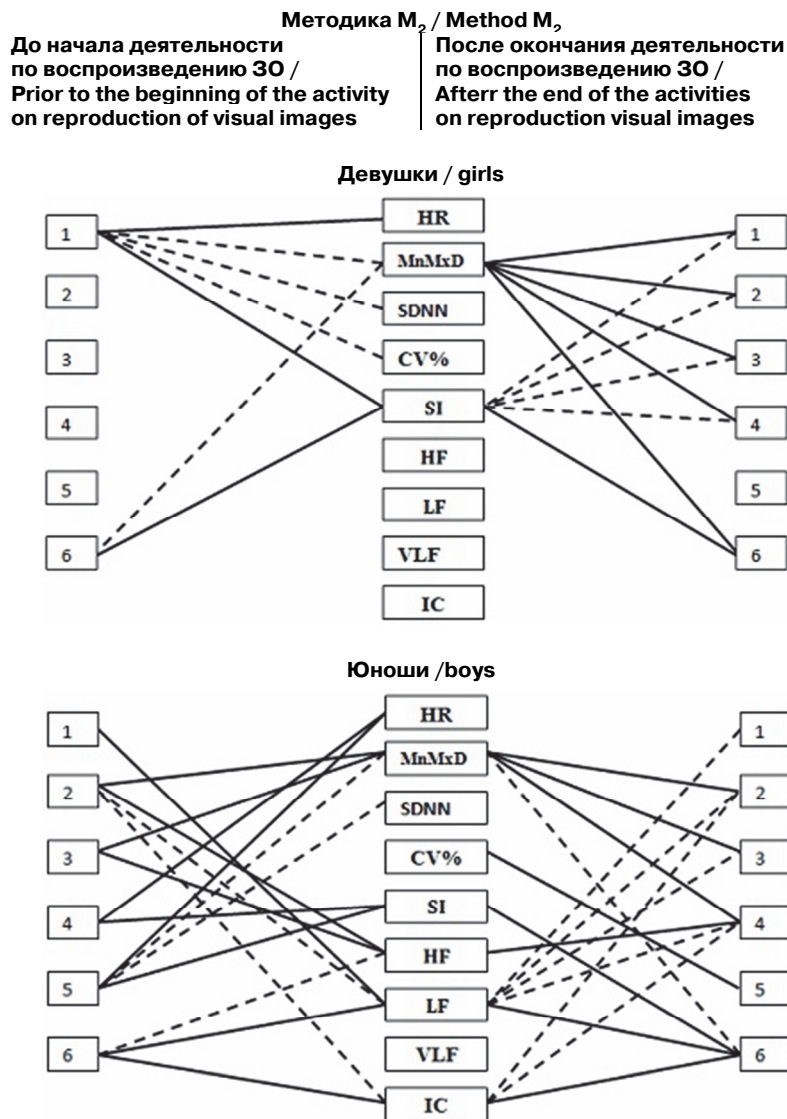 Методика М₂ / Method M₂
До начала деятельности
по воспроизведению ЗО /
Prior to the beginning of the activity
on reproduction of visual images
После окончания деятельности
по воспроизведению ЗО /
Afterr the end of the activities
on reproduction visual images
Девушки / girls
1
2
3
4
5
6
HR
MnMxD
SDNN
CV%
SI
HF
LF
VLF
IC
1
2
3
4
5
6
Юноши /boys
1
2
3
4
5
6
HR
MnMxD
SDNN
CV%
SI
HF
LF
VLF
IC
1
2
3
4
5
6